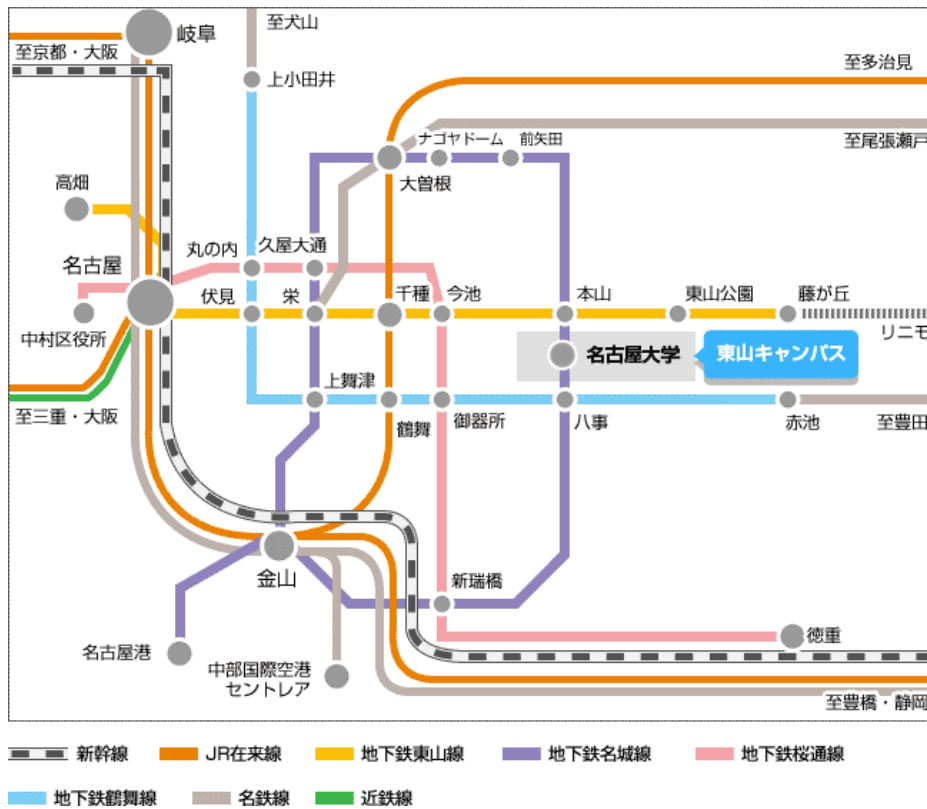 至犬山
岐阜
至京都・大阪
至多治見
上小田井
ナゴヤドーム
前矢田
至尾張瀬戸
大曽根
高畑
丸の内
久屋大通
名古屋
伏見
栄
千種
今池
本山
東山公園
藤が丘
リニモ
中村区役所
名古屋大学
東山キャンパス
上舞津
至三重・大阪
鶴舞
御器所
八事
赤池
至豊田
金山
新瑞橋
名古屋港
中部国際空港
セントレア
徳重
至豊橋・静岡
新幹線
JR在来線
地下鉄東山線
地下鉄名城線
地下鉄桜通線
地下鉄鶴舞線
名鉄線
近鉄線